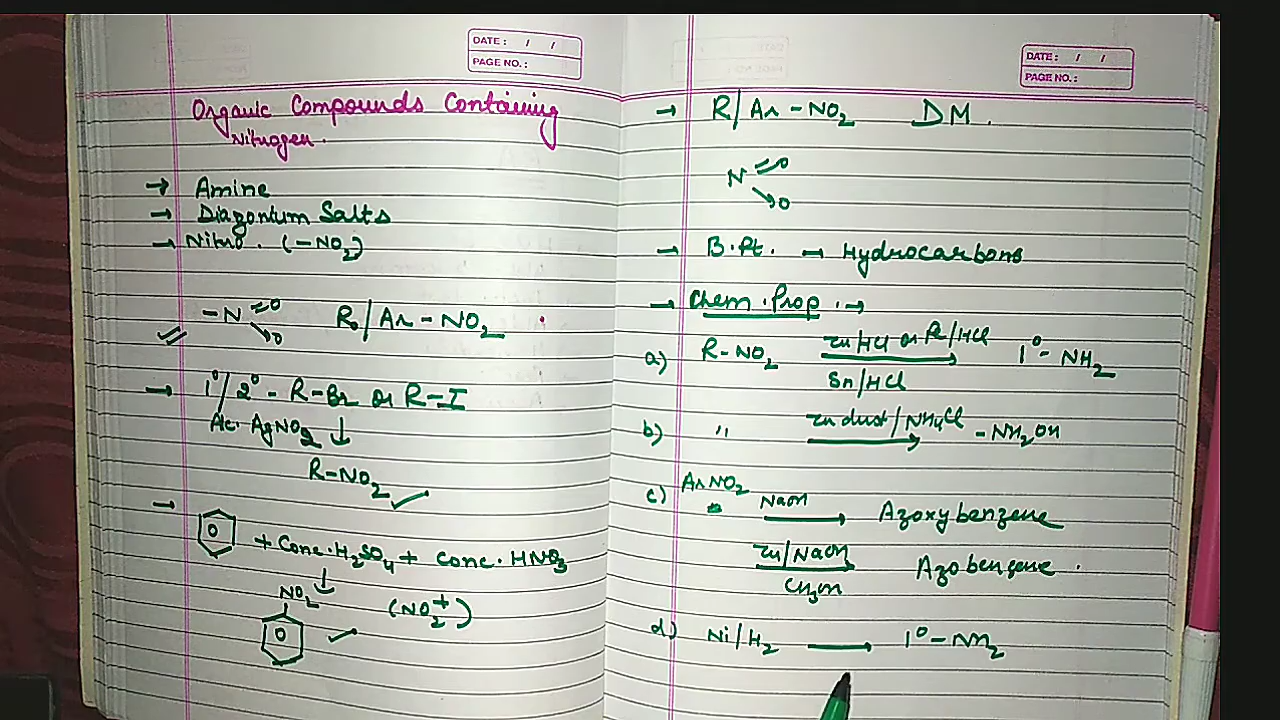 DATE: / /
PAGE NO.:
Organic Compounds Containing
Nitrogen.
→ Amine
→ Diazonium Salts
→ Nitro. (-NO₂)
-N=O
↘O
R/Ar-NO₂
→ 1°/2° - R-Br or R-I
Ac. AgNO₂ ↓
R-NO₂ ✓
→
+ Conc. H₂SO₄ + Conc. HNO₃
↓
NO₂ (NO₂⁺)
✓
DATE: / /
PAGE NO.:
→ R/Ar-NO₂ DM.
N=O
↘O
→ B.Pt. → Hydrocarbons
→ Chem. Prop. →
a) R-NO₂ Zn/HCl or Fe/HCl → 1°-NH₂
Sn/HCl
b) " Zn dust/NH₄Cl → -NH₂OH
c) ArNO₂ NaOH → Azoxybenzene
Zn/NaOH Azobenzene.
CH₃OH
d) Ni/H₂ → 1°-NH₂